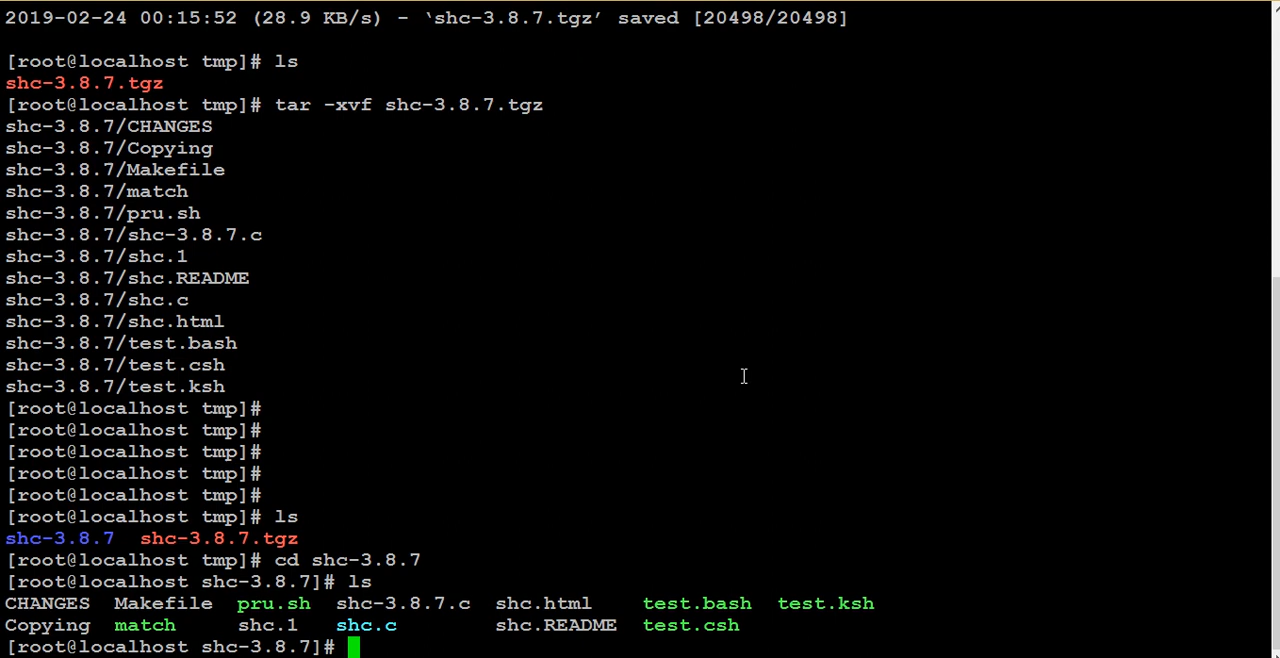 2019-02-24 00:15:52 (28.9 KB/s) - ‘shc-3.8.7.tgz’ saved [20498/20498]
[root@localhost tmp]# ls
shc-3.8.7.tgz
[root@localhost tmp]# tar -xvf shc-3.8.7.tgz
shc-3.8.7/CHANGES
shc-3.8.7/Copying
shc-3.8.7/Makefile
shc-3.8.7/match
shc-3.8.7/pru.sh
shc-3.8.7/shc-3.8.7.c
shc-3.8.7/shc.1
shc-3.8.7/shc.README
shc-3.8.7/shc.c
shc-3.8.7/shc.html
shc-3.8.7/test.bash
shc-3.8.7/test.csh
shc-3.8.7/test.ksh
[root@localhost tmp]#
[root@localhost tmp]#
[root@localhost tmp]#
[root@localhost tmp]#
[root@localhost tmp]#
[root@localhost tmp]# ls
shc-3.8.7  shc-3.8.7.tgz
[root@localhost tmp]# cd shc-3.8.7
[root@localhost shc-3.8.7]# ls
CHANGES  Makefile  pru.sh  shc-3.8.7.c  shc.html    test.bash  test.ksh
Copying  match     shc.1   shc.c        shc.README  test.csh
[root@localhost shc-3.8.7]#